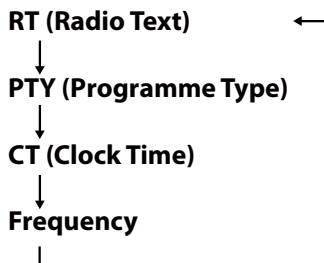 RT (Radio Text)
PTY (Programme Type)
CT (Clock Time)
Frequency